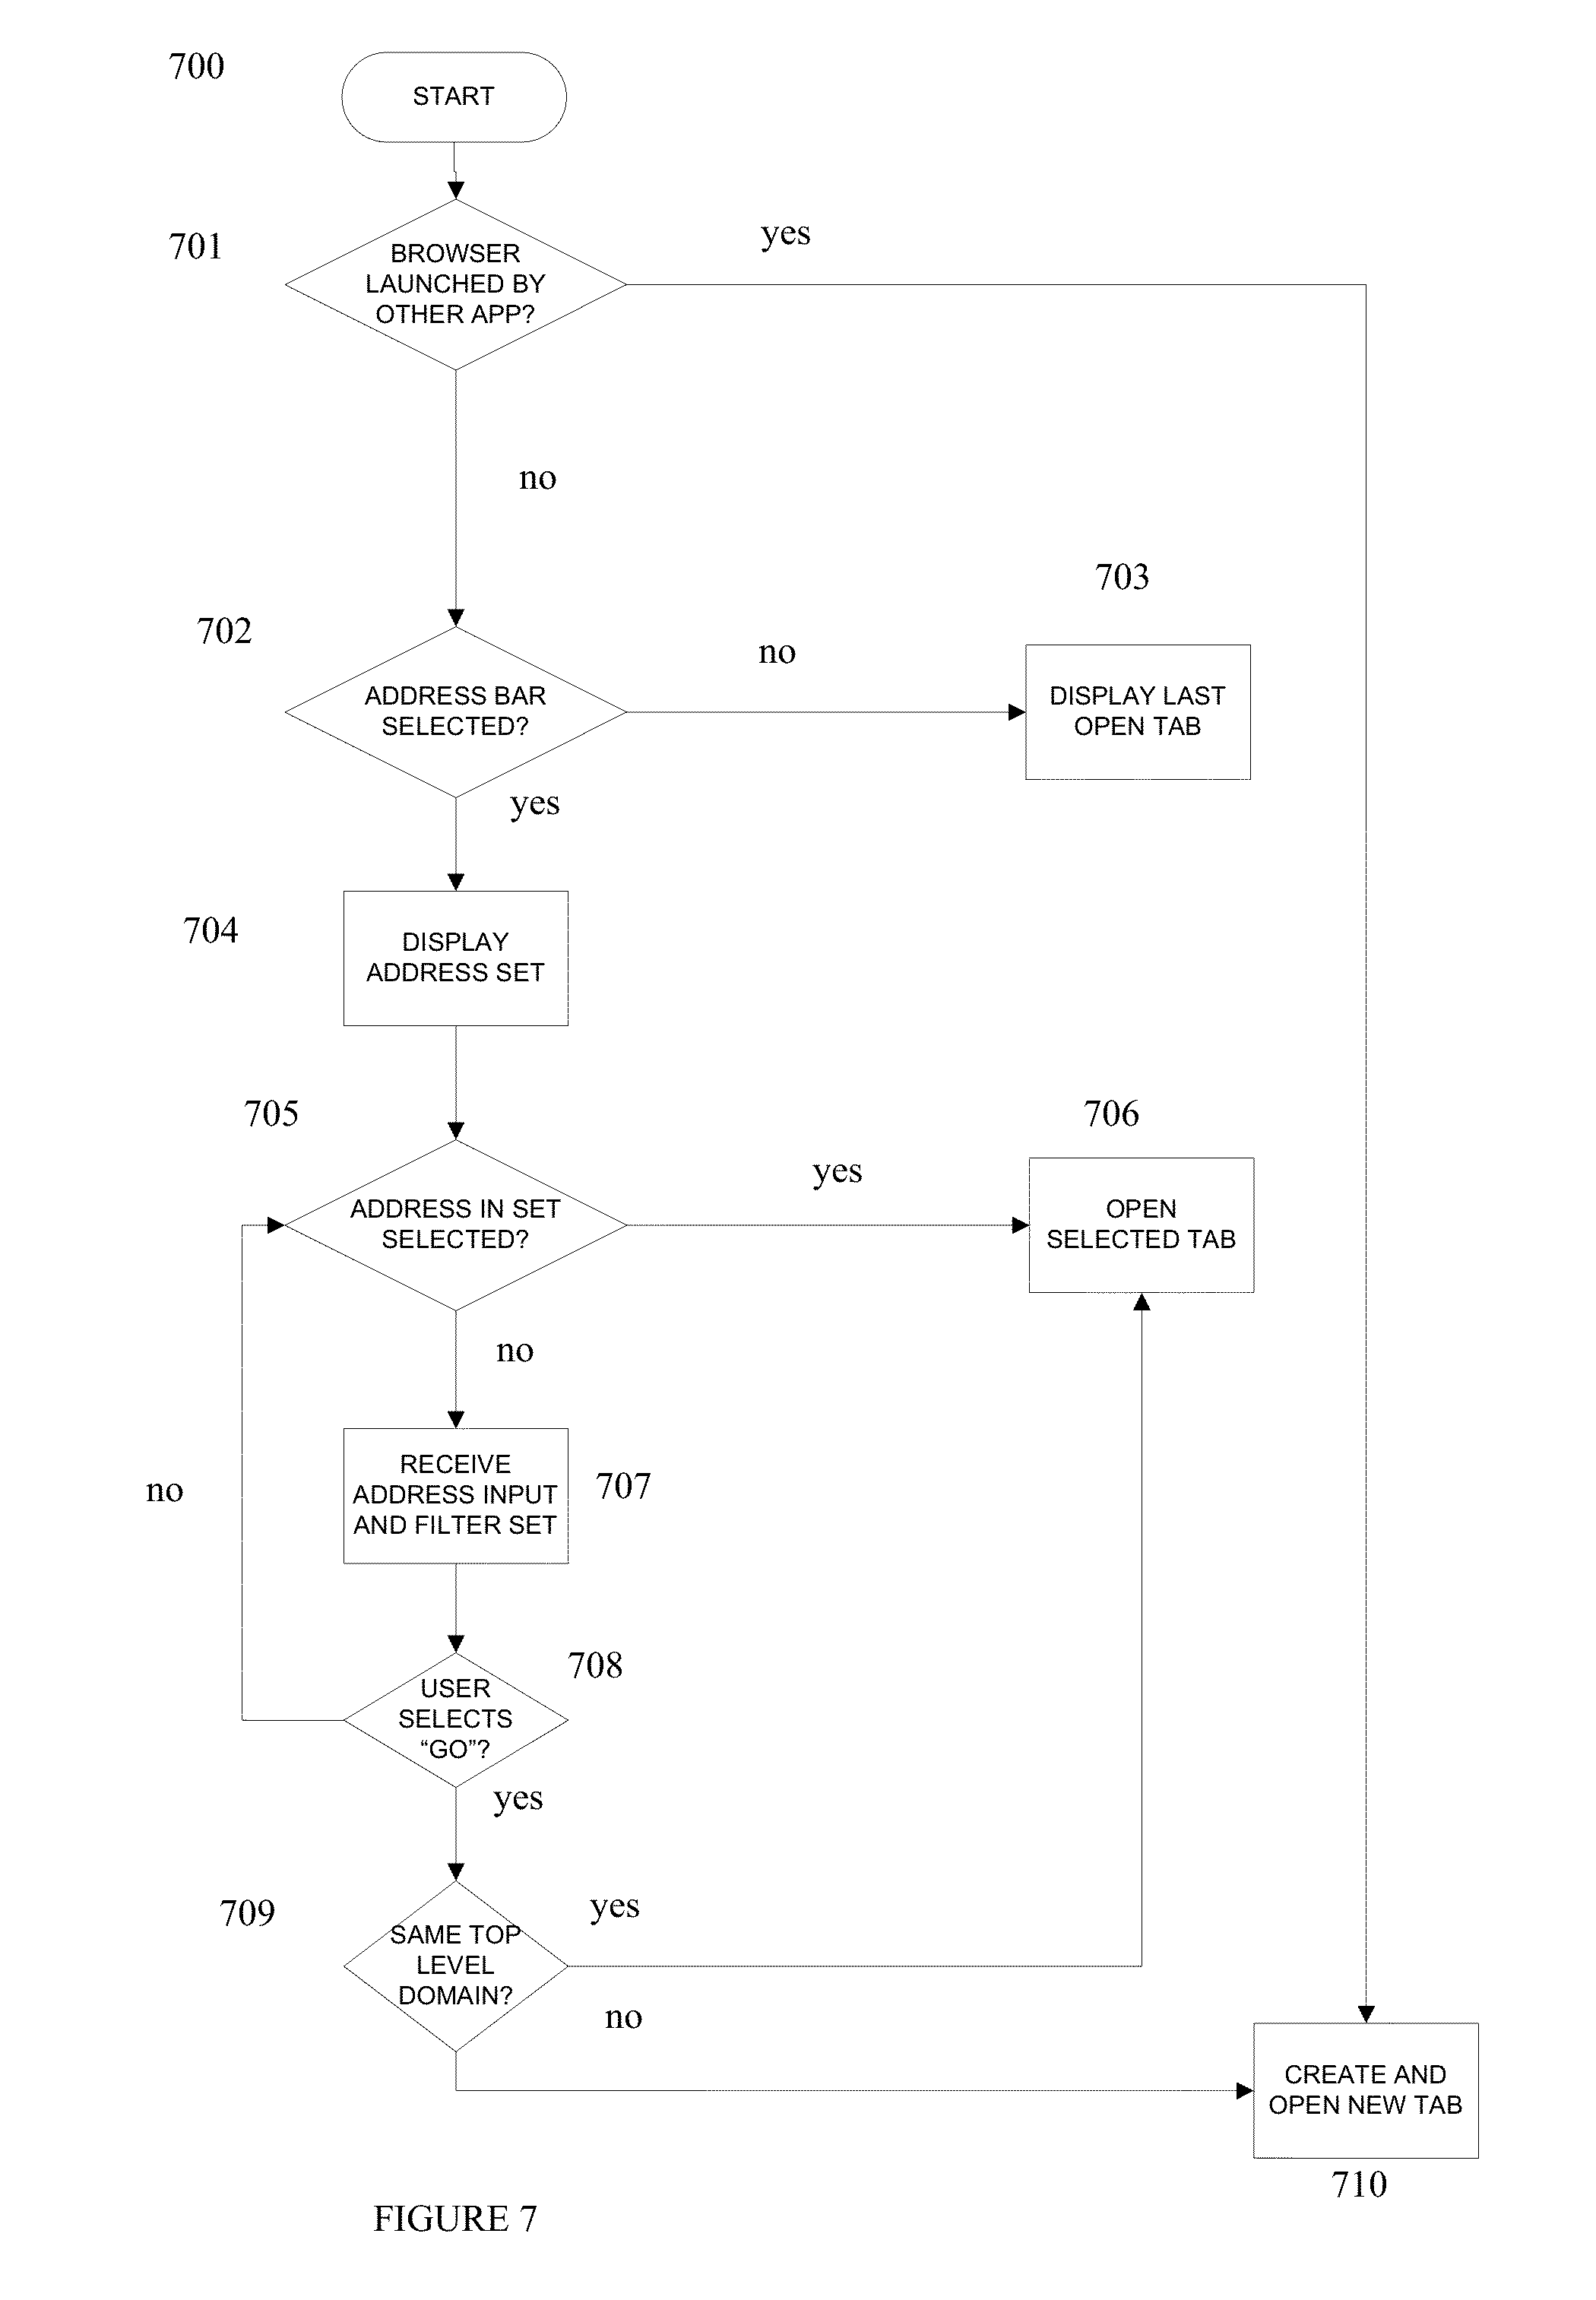 700
START
701
BROWSER
LAUNCHED BY
OTHER APP?
yes
no
702
ADDRESS BAR
SELECTED?
no
703
DISPLAY LAST
OPEN TAB
yes
704
DISPLAY
ADDRESS SET
705
ADDRESS IN SET
SELECTED?
yes
706
OPEN
SELECTED TAB
no
RECEIVE
ADDRESS INPUT
AND FILTER SET
707
no
708
USER
SELECTS
“GO”?
yes
709
SAME TOP
LEVEL
DOMAIN?
yes
no
CREATE AND
OPEN NEW TAB
710
FIGURE 7